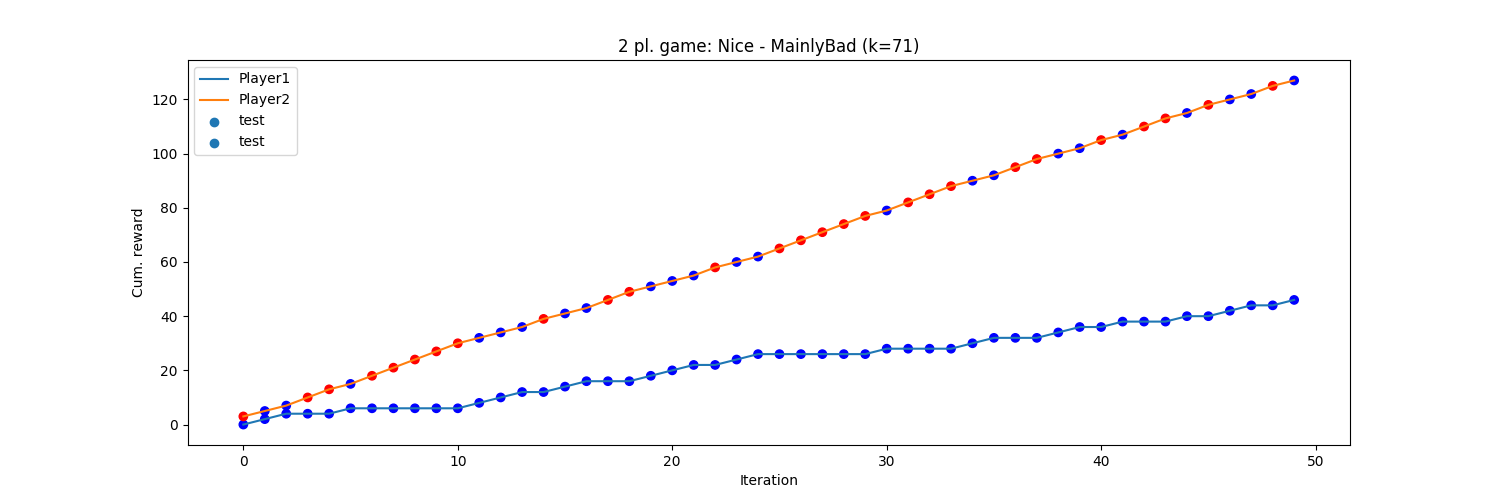 2 pl. game: Nice - MainlyBad (k=71)
Player1
Player2
test
test
120
100
80
60
40
20
0
Cum. reward
0 10 20 30 40 50
Iteration